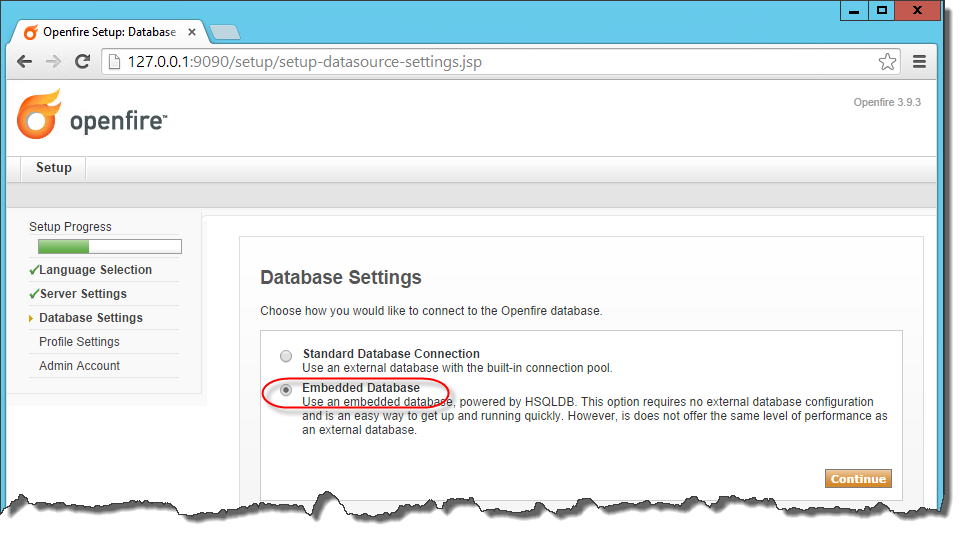 Openfire Setup: Database
127.0.0.1:9090/setup/setup-datasource-settings.jsp
openfire™
Openfire 3.9.3
Setup
Setup Progress
Language Selection
Server Settings
Database Settings
Profile Settings
Admin Account
Database Settings
Choose how you would like to connect to the Openfire database.
Standard Database Connection
Use an external database with the built-in connection pool.
Embedded Database
Use an embedded database, powered by HSQLDB. This option requires no external database configuration
and is an easy way to get up and running quickly. However, is does not offer the same level of performance as
an external database.
Continue